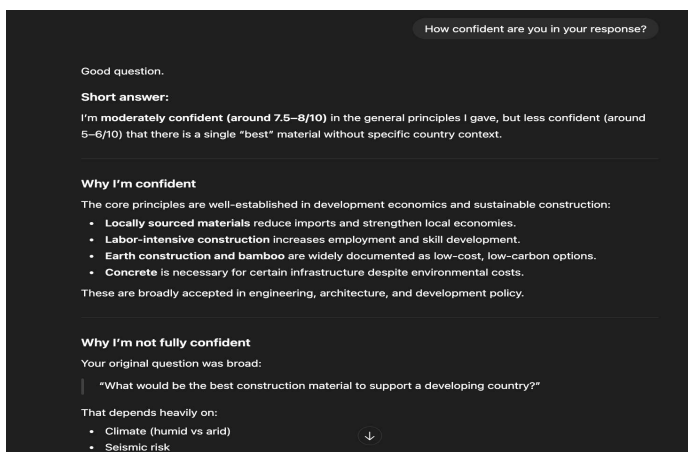 How confident are you in your response?
Good question.
Short answer:
I'm moderately confident (around 7.5–8/10) in the general principles I gave, but less confident (around
5–6/10) that there is a single “best” material without specific country context.
Why I'm confident
The core principles are well-established in development economics and sustainable construction:
• Locally sourced materials reduce imports and strengthen local economies.
• Labor-intensive construction increases employment and skill development.
• Earth construction and bamboo are widely documented as low-cost, low-carbon options.
• Concrete is necessary for certain infrastructure despite environmental costs.
These are broadly accepted in engineering, architecture, and development policy.
Why I'm not fully confident
Your original question was broad:
“What would be the best construction material to support a developing country?”
That depends heavily on:
• Climate (humid vs arid)
• Seismic risk